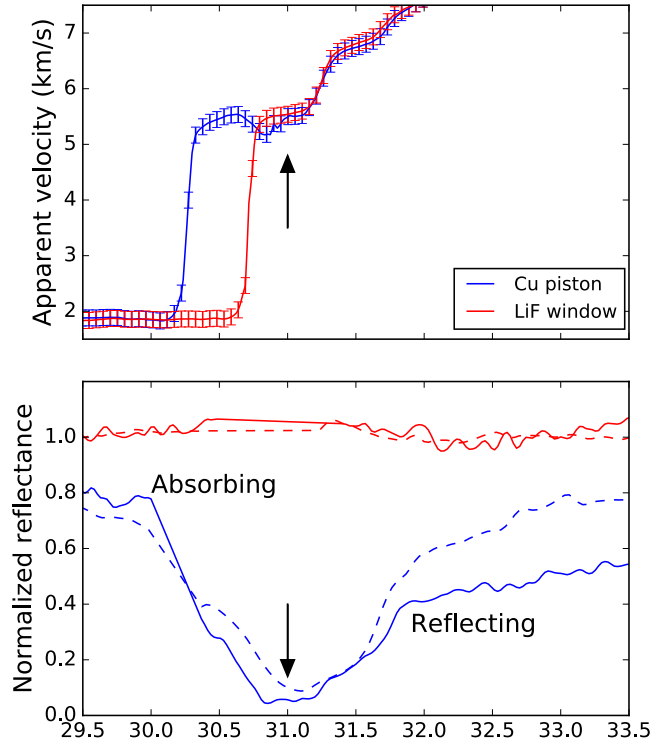 Apparent velocity (km/s)
7
6
5
4
3
2
Cu piston
LiF window
Normalized reflectance
1.0
0.8
0.6
0.4
0.2
0.0
Absorbing
Reflecting
29.5 30.0 30.5 31.0 31.5 32.0 32.5 33.0 33.5